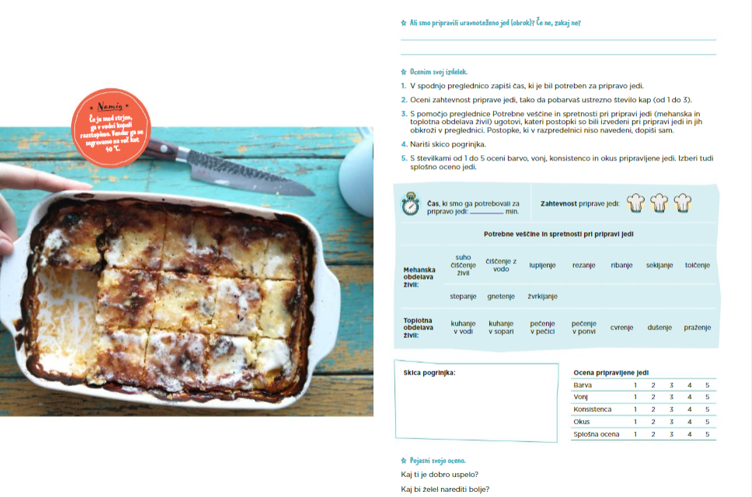 Namig
Če je med strjen,
ga v vodni kopeli
raztopimo. Vendar ga ne
segrevamo na več kot
40 °C.
Ali smo pripravili uravnoteženo jed (obrok)? Če ne, zakaj ne?
Ocenim svoj izdelek.
1. V spodnjo preglednico zapiši čas, ki je bil potreben za pripravo jedi.
2. Oceni zahtevnost priprave jedi, tako da pobarvaš ustrezno število kap (od 1 do 3).
3. S pomočjo preglednice Potrebne veščine in spretnosti pri pripravi jedi (mehanska in
toplotna obdelava živil) ugotovi, kateri postopki so bili izvedeni pri pripravi jedi in jih
obkroži v preglednici. Postopke, ki v razpredelnici niso navedeni, dopiši sam.
4. Nariši skico pogrinjka.
5. S številkami od 1 do 5 oceni barvo, vonj, konsistenco in okus pripravljene jedi. Izberi tudi
splošno oceno jedi.
Čas, ki smo ga potrebovali za
pripravo jedi: ________ min.
Zahtevnost priprave jedi:
Potrebne veščine in spretnosti pri pripravi jedi
Mehanska
obdelava
živil:
suho
čiščenje
živil
čiščenje z
vodo
lupljenje
rezanje
ribanje
sekljanje
tolčenje
stepanje
gnetenje
žvrkljanje
Toplotna
obdelava
živil:
kuhanje
v vodi
kuhanje
v sopari
pečenje
v pečici
pečenje
v ponvi
cvrenje
dušenje
praženje
Skica pogrinjka:
Ocena pripravljene jedi
Barva 1 2 3 4 5
Vonj 1 2 3 4 5
Konsistenca 1 2 3 4 5
Okus 1 2 3 4 5
Splošna ocena 1 2 3 4 5
Pojasni svojo oceno.
Kaj ti je dobro uspelo?
Kaj bi želel narediti bolje?